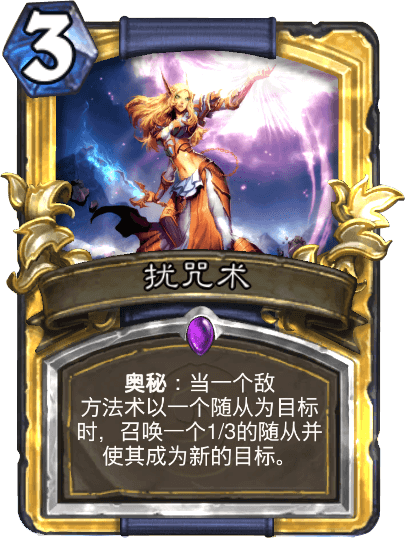 3
扰咒术
奥秘：当一个敌
方法术以一个随从为目标
时，召唤一个1/3的随从并
使其成为新的目标。